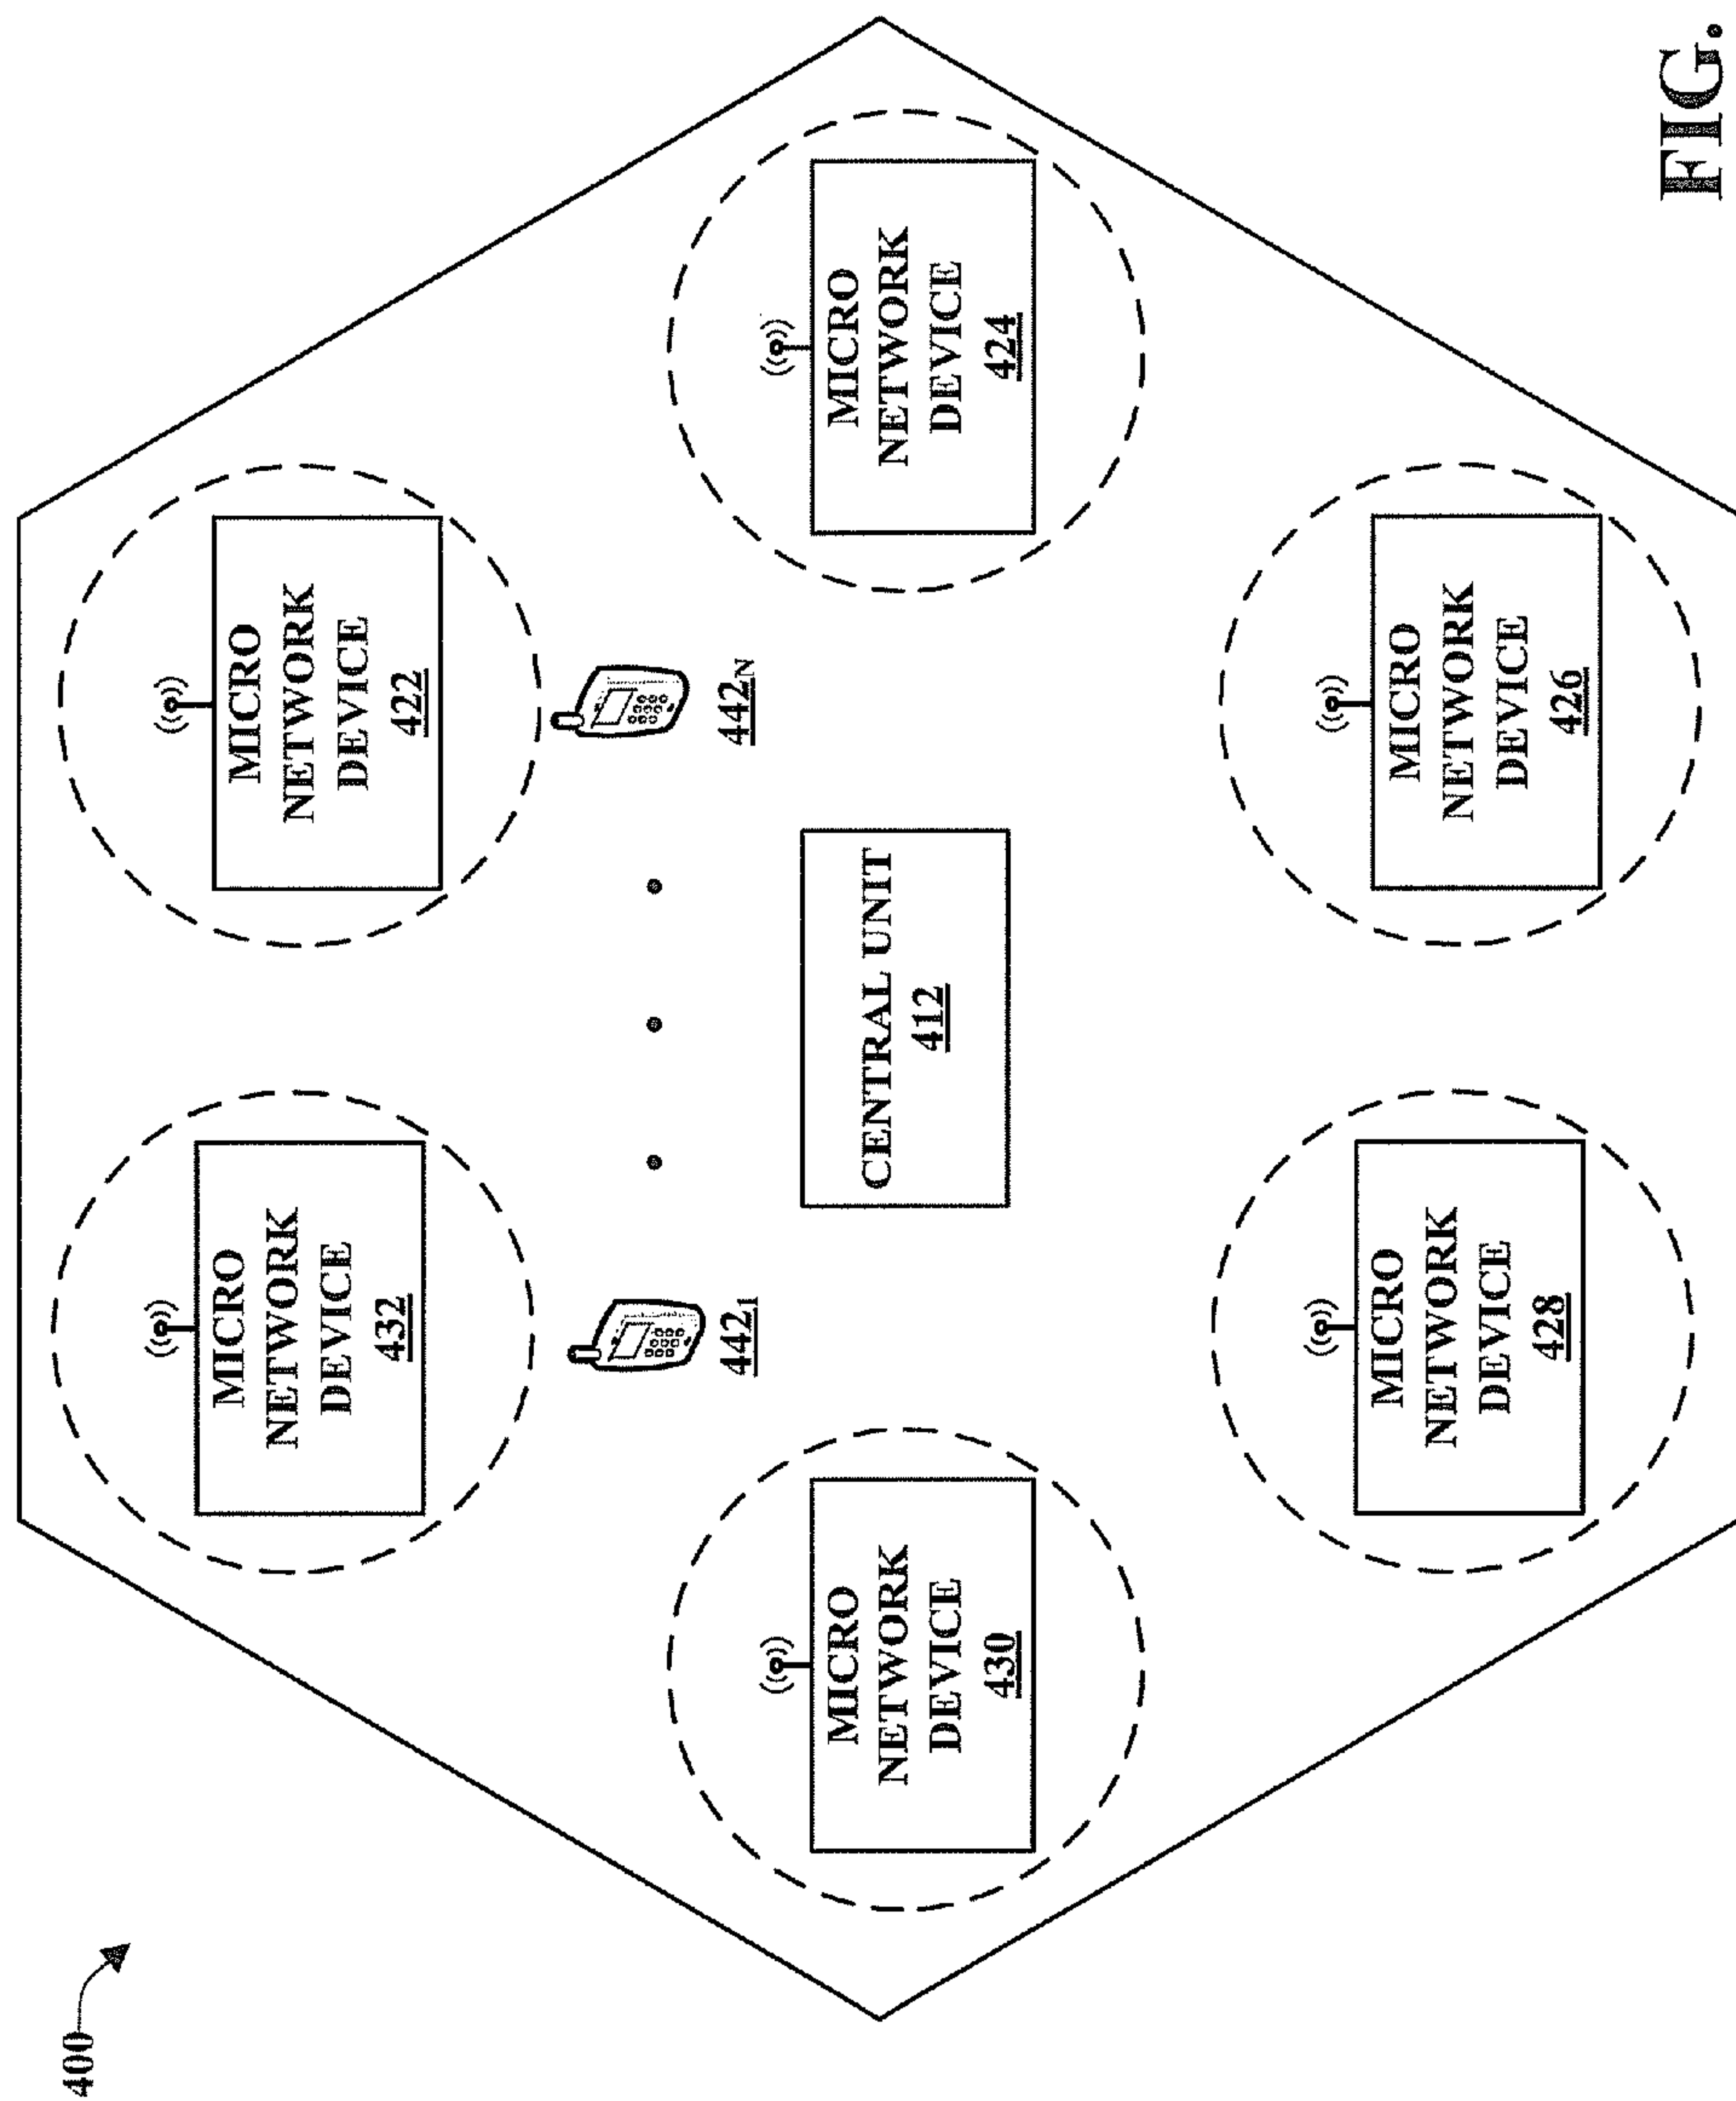 400
MICRO
NETWORK
DEVICE
432
MICRO
NETWORK
DEVICE
422
442₁
442N
MICRO
NETWORK
DEVICE
430
CENTRAL UNIT
412
MICRO
NETWORK
DEVICE
424
MICRO
NETWORK
DEVICE
428
MICRO
NETWORK
DEVICE
426
FIG.